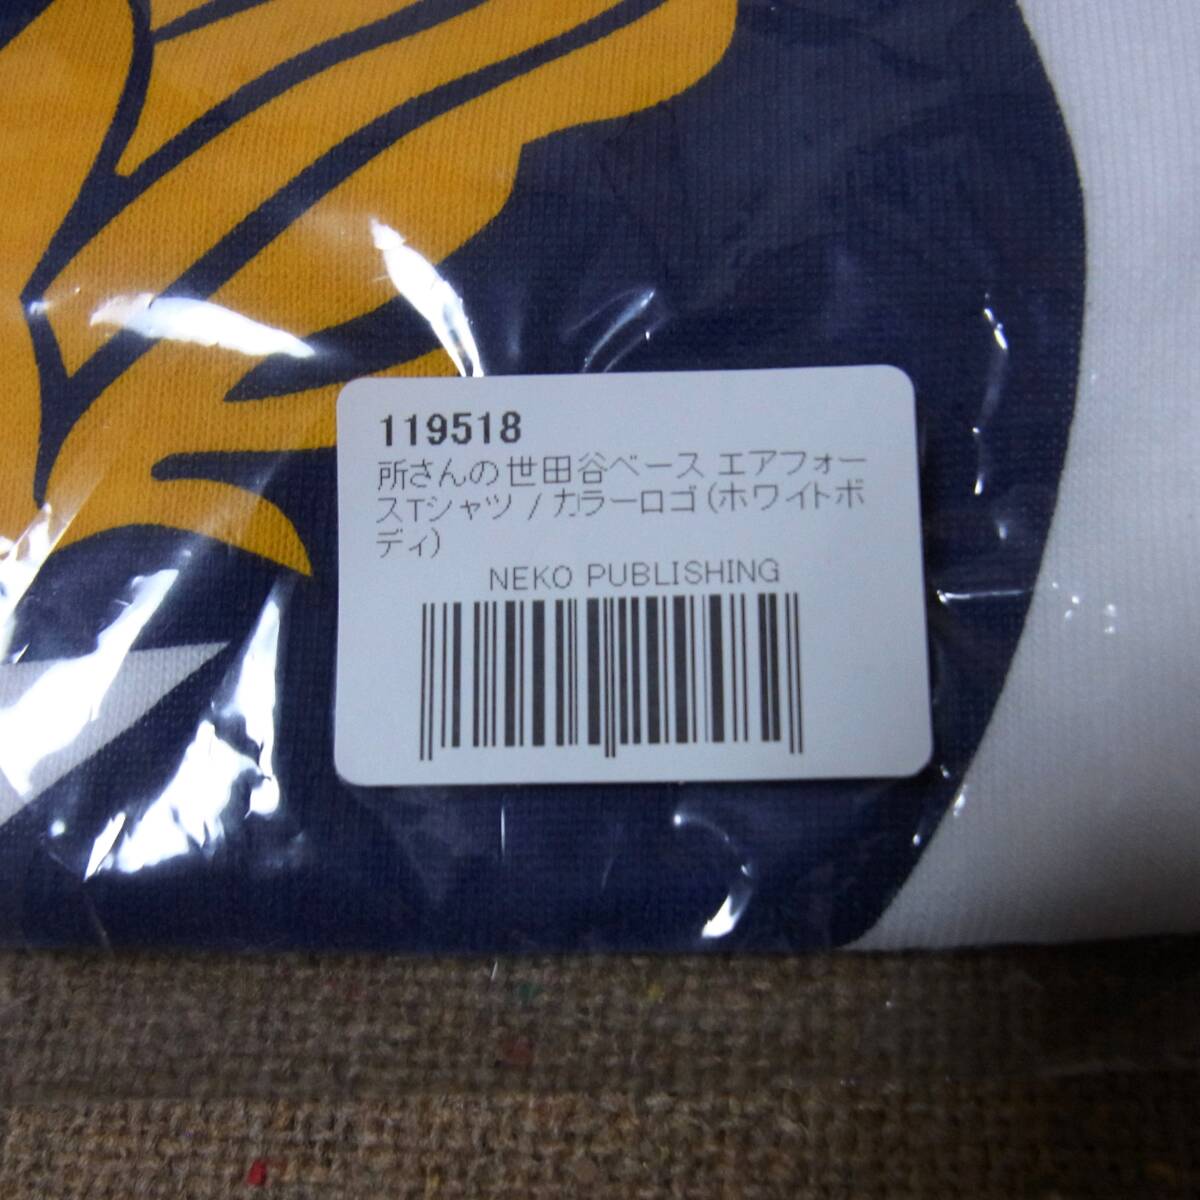 119518
所さんの世田谷ベース エアフォー
スTシャツ / カラーロゴ(ホワイトボ
ディ)
NEKO PUBLISHING